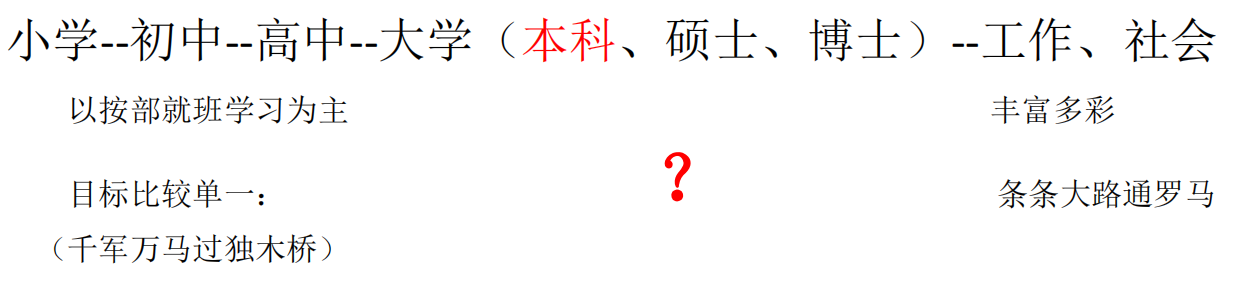 小学--初中--高中--大学（本科、硕士、博士）--工作、社会
以按部就班学习为主 丰富多彩
？
目标比较单一： 条条大路通罗马
（千军万马过独木桥）